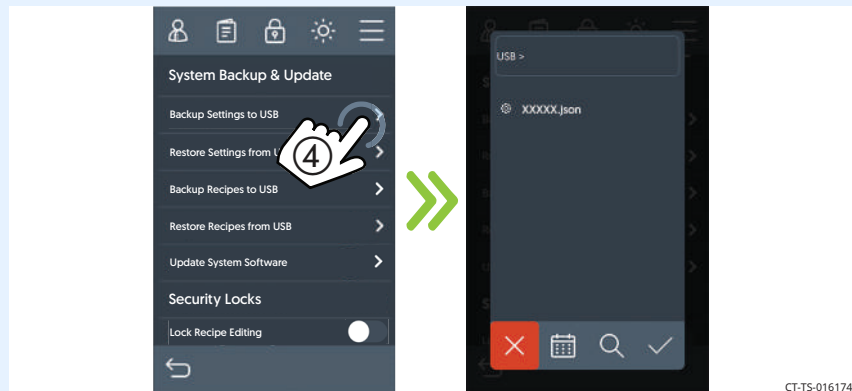 System Backup & Update
Backup Settings to USB
Restore Settings from U
④
Backup Recipes to USB
Restore Recipes from USB
Update System Software
Security Locks
Lock Recipe Editing
USB >
XXXXX.json
CT-TS-016174